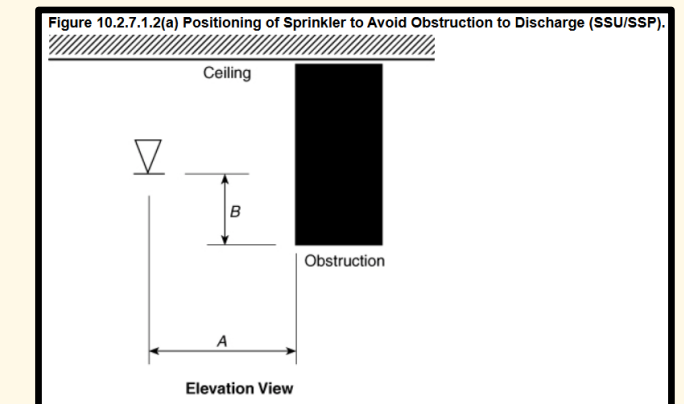 Figure 10.2.7.1.2(a) Positioning of Sprinkler to Avoid Obstruction to Discharge (SSU/SSP).
Ceiling
B
Obstruction
A
Elevation View